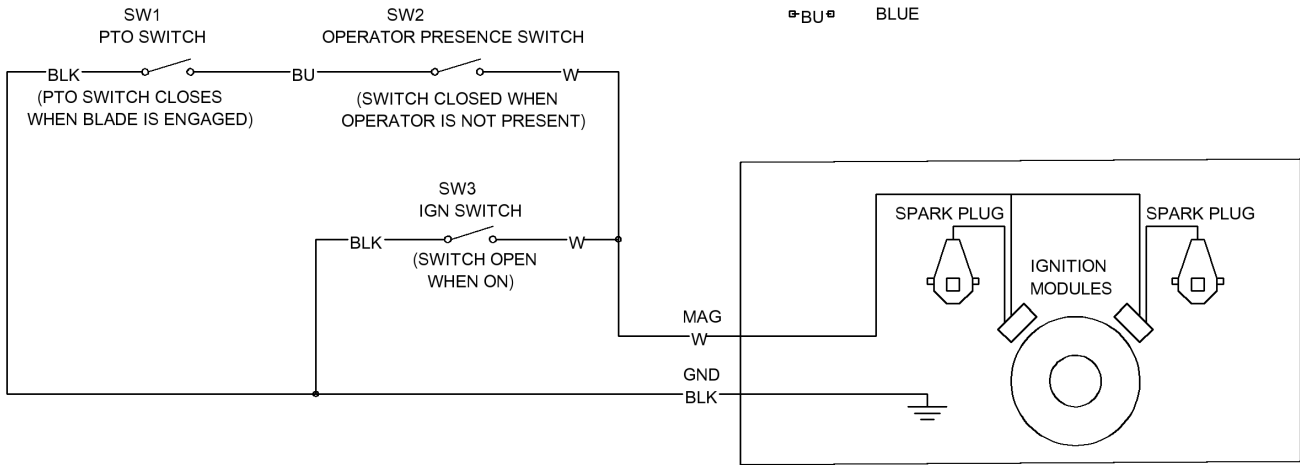 SW1
PTO SWITCH
SW2
OPERATOR PRESENCE SWITCH
BU
BLUE
BLK
BU
W
(PTO SWITCH CLOSES
WHEN BLADE IS ENGAGED)
(SWITCH CLOSED WHEN
OPERATOR IS NOT PRESENT)
SW3
IGN SWITCH
BLK
W
(SWITCH OPEN
WHEN ON)
SPARK PLUG
SPARK PLUG
IGNITION
MODULES
MAG
W
GND
BLK